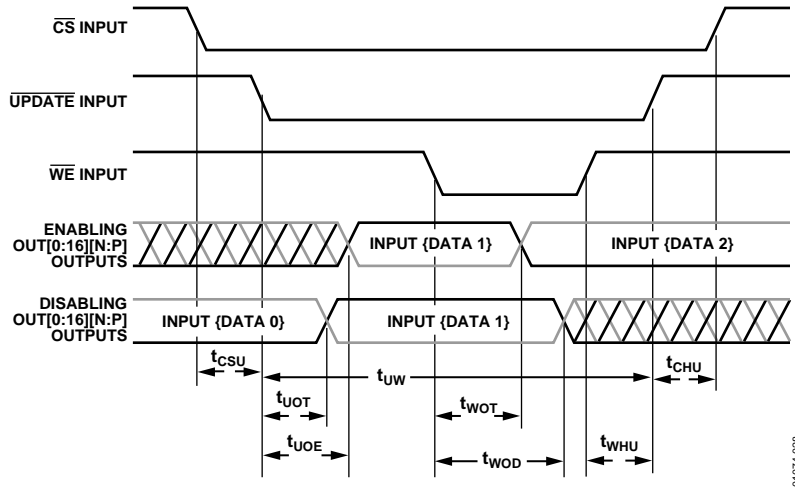 CS INPUT
UPDATE INPUT
WE INPUT
ENABLING
OUT[0:16][N:P]
OUTPUTS
INPUT {DATA 1}
INPUT {DATA 2}
DISABLING
OUT[0:16][N:P]
OUTPUTS
INPUT {DATA 0}
INPUT {DATA 1}
tCSU
tUW
tCHU
tUOT
tWOT
tUOE
tWOD
tWHU